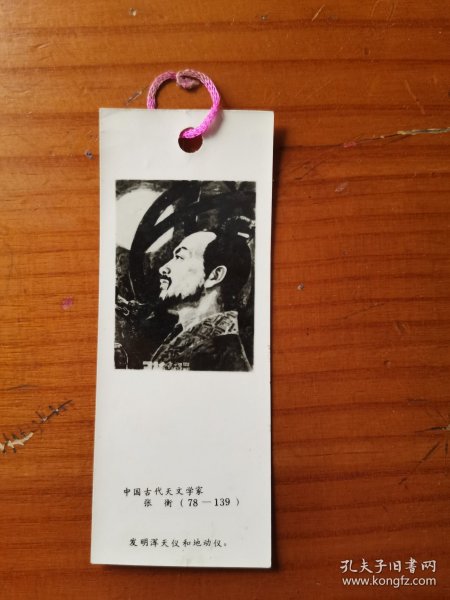 中国古代天文学家
张 衡（78—139）
发明浑天仪和地动仪。
孔夫子旧书网
www.kongfz.com